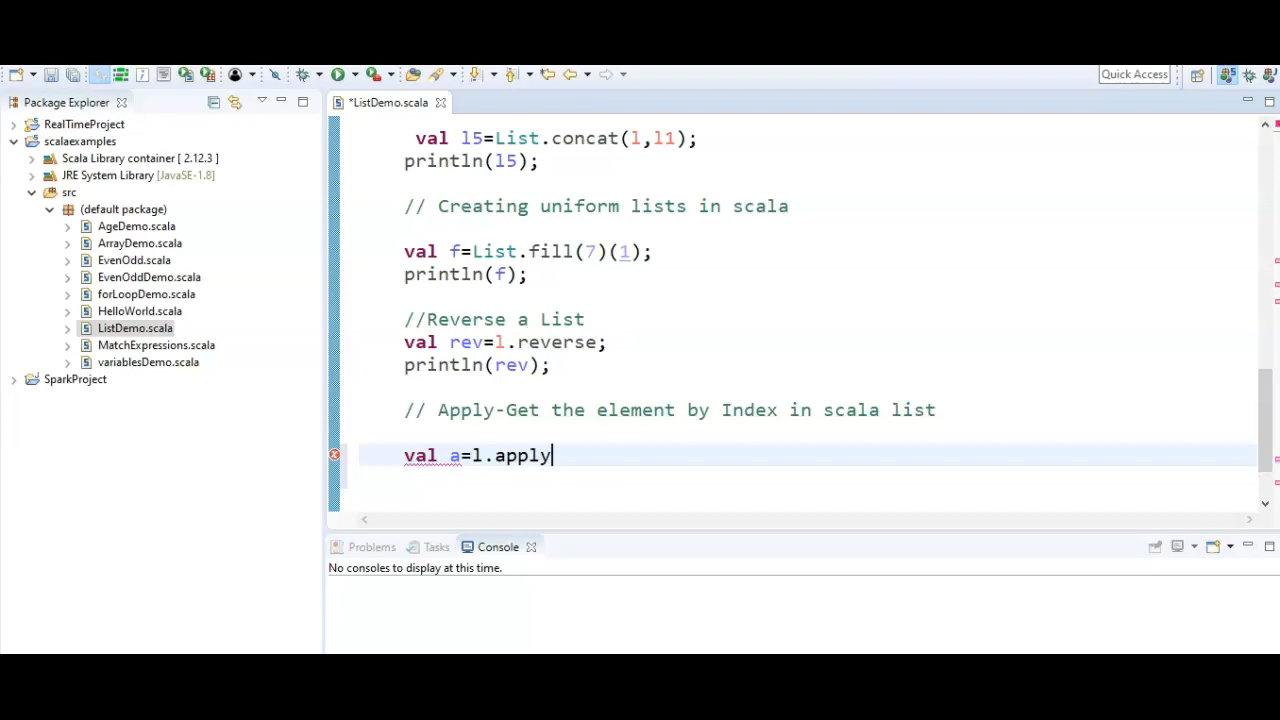 Quick Access
Package Explorer
*ListDemo.scala
RealTimeProject
scalaexamples
Scala Library container [ 2.12.3 ]
JRE System Library [JavaSE-1.8]
src
(default package)
AgeDemo.scala
ArrayDemo.scala
EvenOdd.scala
EvenOddDemo.scala
forLoopDemo.scala
HelloWorld.scala
ListDemo.scala
MatchExpressions.scala
variablesDemo.scala
SparkProject
val l5=List.concat(l,l1);
println(l5);
// Creating uniform lists in scala
val f=List.fill(7)(1);
println(f);
//Reverse a List
val rev=l.reverse;
println(rev);
// Apply-Get the element by Index in scala list
val a=l.apply
Problems
Tasks
Console
No consoles to display at this time.